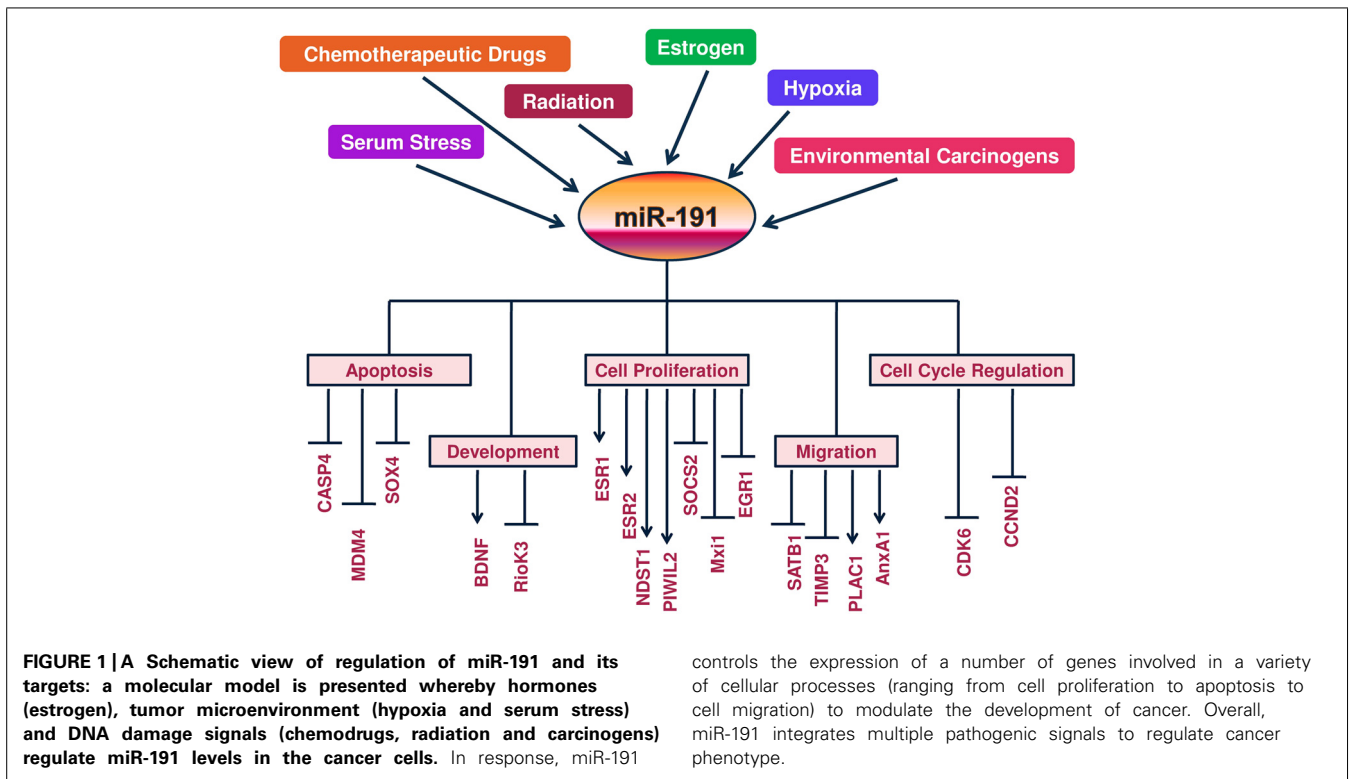 Chemotherapeutic Drugs
Estrogen
Radiation
Hypoxia
Serum Stress
Environmental Carcinogens
miR-191
Apoptosis
Cell Proliferation
Cell Cycle Regulation
Development
Migration
CASP4
MDM4
SOX4
BDNF
RioK3
ESR1
ESR2
NDST1
PIWIL2
SOCS2
Mxi1
EGR1
SATB1
TIMP3
PLAC1
AnxA1
CDK6
CCND2
FIGURE 1 | A Schematic view of regulation of miR-191 and its
targets: a molecular model is presented whereby hormones
(estrogen), tumor microenvironment (hypoxia and serum stress)
and DNA damage signals (chemodrugs, radiation and carcinogens)
regulate miR-191 levels in the cancer cells. In response, miR-191
controls the expression of a number of genes involved in a variety
of cellular processes (ranging from cell proliferation to apoptosis to
cell migration) to modulate the development of cancer. Overall,
miR-191 integrates multiple pathogenic signals to regulate cancer
phenotype.